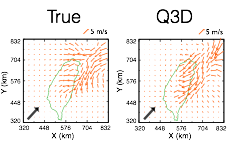 True Q3D
5 m/s 5 m/s
Y (km) Y (km)
832 832
704 704
576 576
448 448
320 320
320 448 576 704 832 320 448 576 704 832
X (km) X (km)